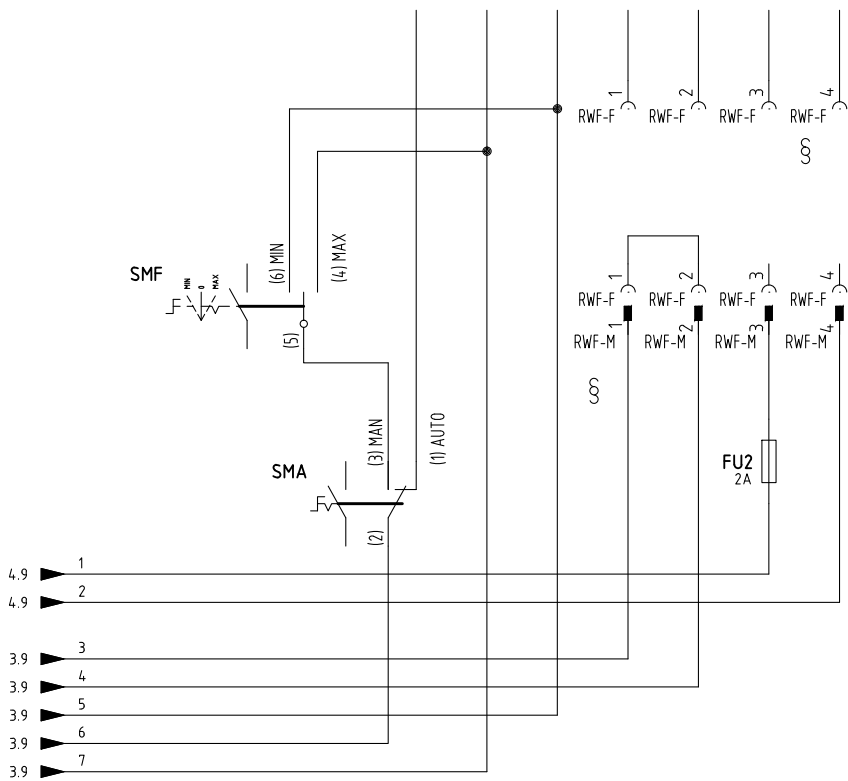 1 2 3 4
RWF-F RWF-F RWF-F RWF-F
§
(6) MIN
(4) MAX
SMF
MIN
0
MAX
(5)
1 2 3 4
RWF-F RWF-F RWF-F RWF-F
1 2 3 4
RWF-M RWF-M RWF-M RWF-M
§
(3) MAN
(1) AUTO
SMA
(2)
FU2
2A
4.9 1
4.9 2
3.9 3
3.9 4
3.9 5
3.9 6
3.9 7